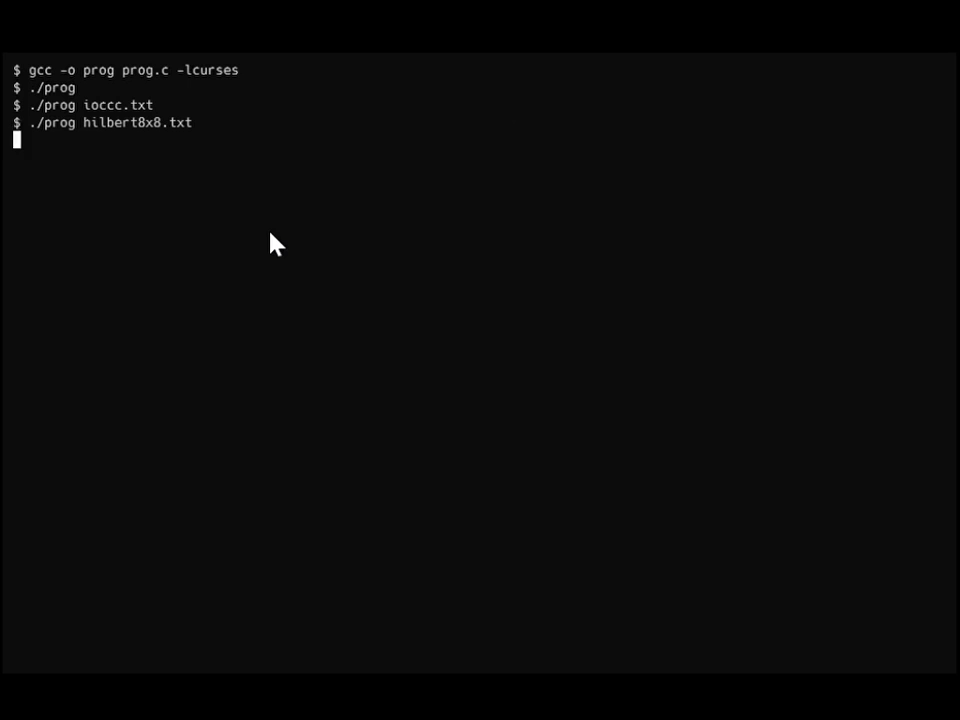 $ gcc -o prog prog.c -lcurses
$ ./prog
$ ./prog ioccc.txt
$ ./prog hilbert8x8.txt